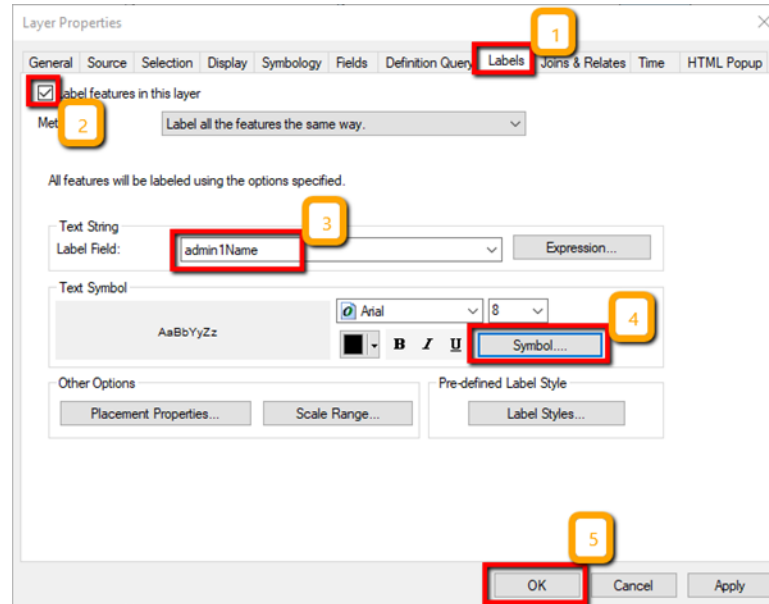 Layer Properties
1
General Source Selection Display Symbology Fields Definition Query Labels Joins & Relates Time HTML Popup
Label features in this layer
2
Met
Label all the features the same way.
All features will be labeled using the options specified.
3
Text String
Label Field: admin1Name Expression...
Text Symbol
Arial 8
4
AaBbYyZz
B I U Symbol....
Other Options
Pre-defined Label Style
Placement Properties... Scale Range... Label Styles...
5
OK Cancel Apply